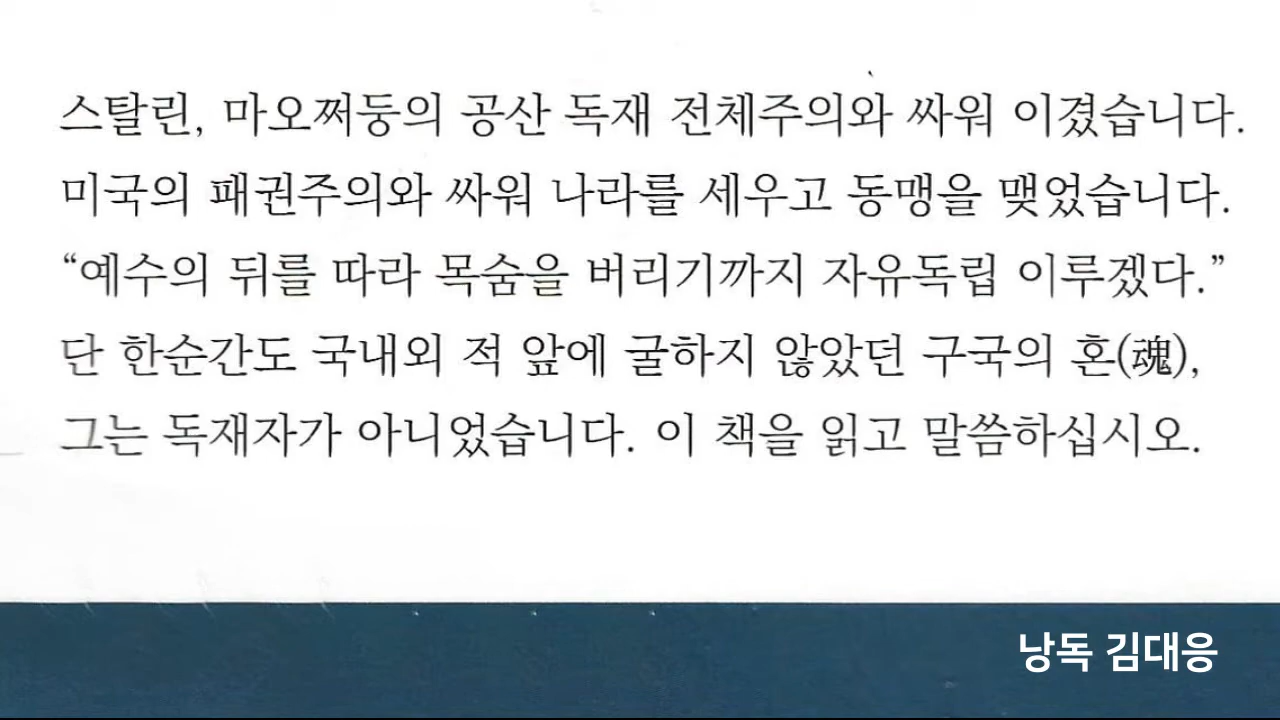 스탈린, 마오쩌둥의 공산 독재 전체주의와 싸워 이겼습니다.
미국의 패권주의와 싸워 나라를 세우고 동맹을 맺었습니다.
“예수의 뒤를 따라 목숨을 버리기까지 자유독립 이루겠다.”
단 한순간도 국내외 적 앞에 굴하지 않았던 구국의 혼(魂),
그는 독재자가 아니었습니다. 이 책을 읽고 말씀하십시오.
낭독 김대응